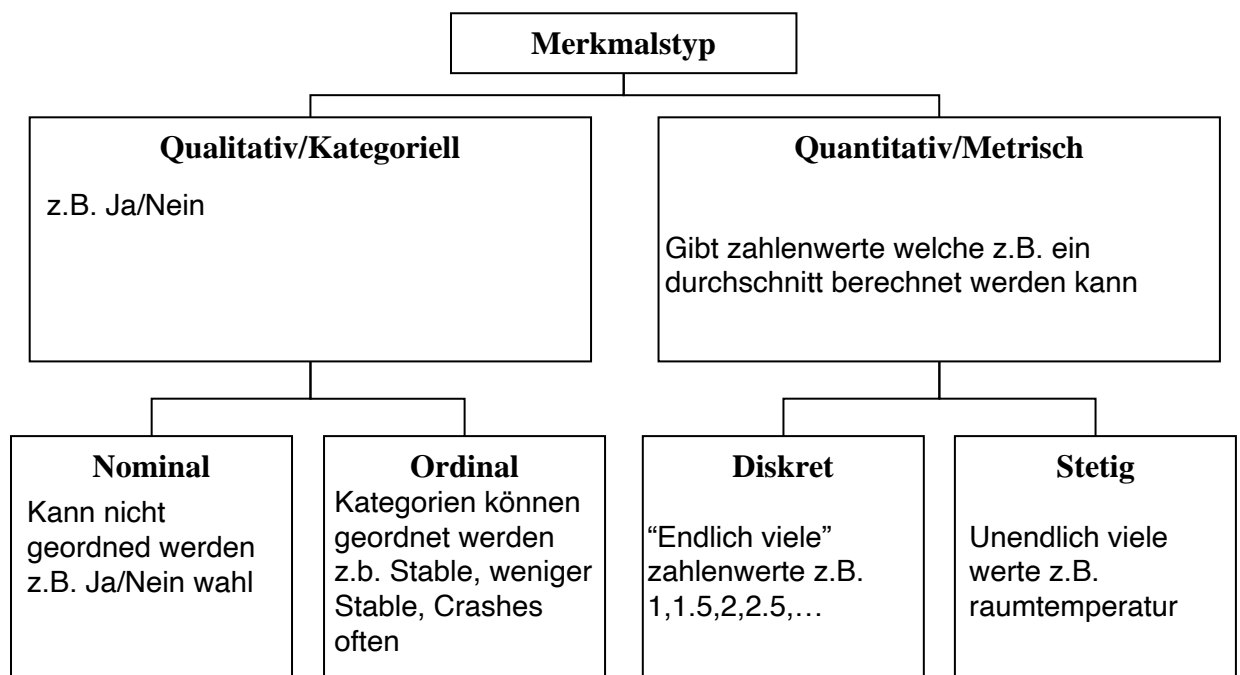 Merkmalstyp
Qualitativ/Kategoriell
z.B. Ja/Nein
Quantitativ/Metrisch
Gibt zahlenwerte welche z.B. ein
durchschnitt berechnet werden kann
Nominal
Kann nicht
geordned werden
z.B. Ja/Nein wahl
Ordinal
Kategorien können
geordnet werden
z.b. Stable, weniger
Stable, Crashes
often
Diskret
“Endlich viele”
zahlenwerte z.B.
1,1.5,2,2.5,…
Stetig
Unendlich viele
werte z.B.
raumtemperatur